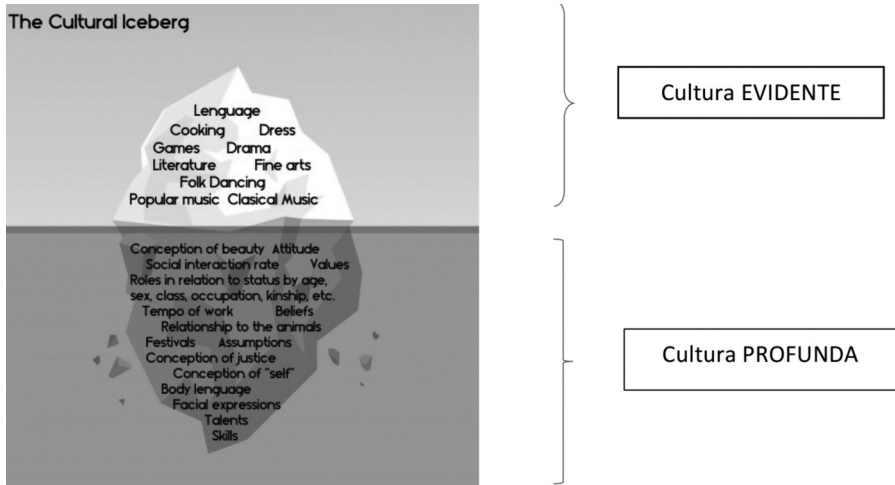 The Cultural Iceberg
Lenguage
Cooking Dress
Games Drama
Literature Fine arts
Folk Dancing
Popular music Clasical Music
Cultura EVIDENTE
Conception of beauty Attitude
Social interaction rate Values
Roles in relation to status by age,
sex, class, occupation, kinship, etc.
Tempo of work Beliefs
Relationship to the animals
Festivals Assumptions
Conception of justice
Conception of "self"
Body lenguage
Facial expressions
Talents
Skills
Cultura PROFUNDA